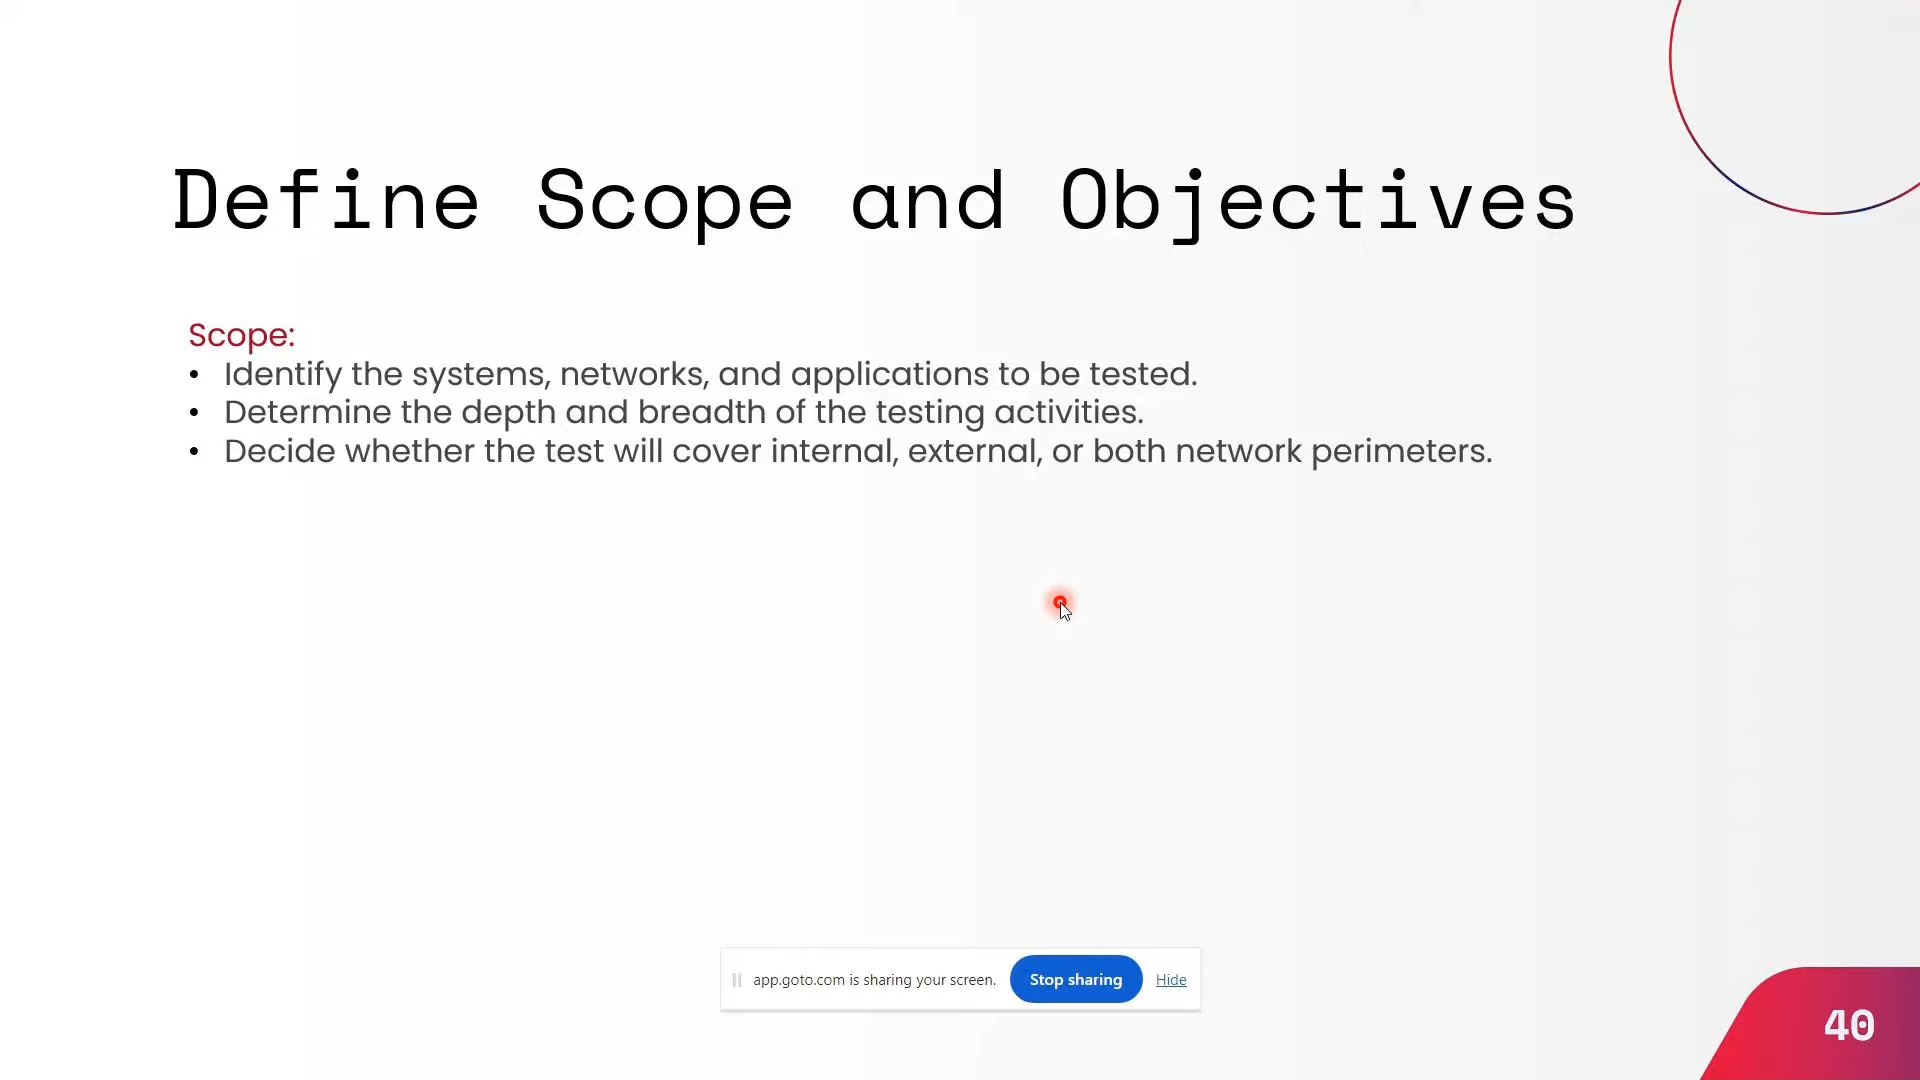 Define Scope and Objectives
Scope:
• Identify the systems, networks, and applications to be tested.
• Determine the depth and breadth of the testing activities.
• Decide whether the test will cover internal, external, or both network perimeters.
app.goto.com is sharing your screen. Stop sharing Hide
40